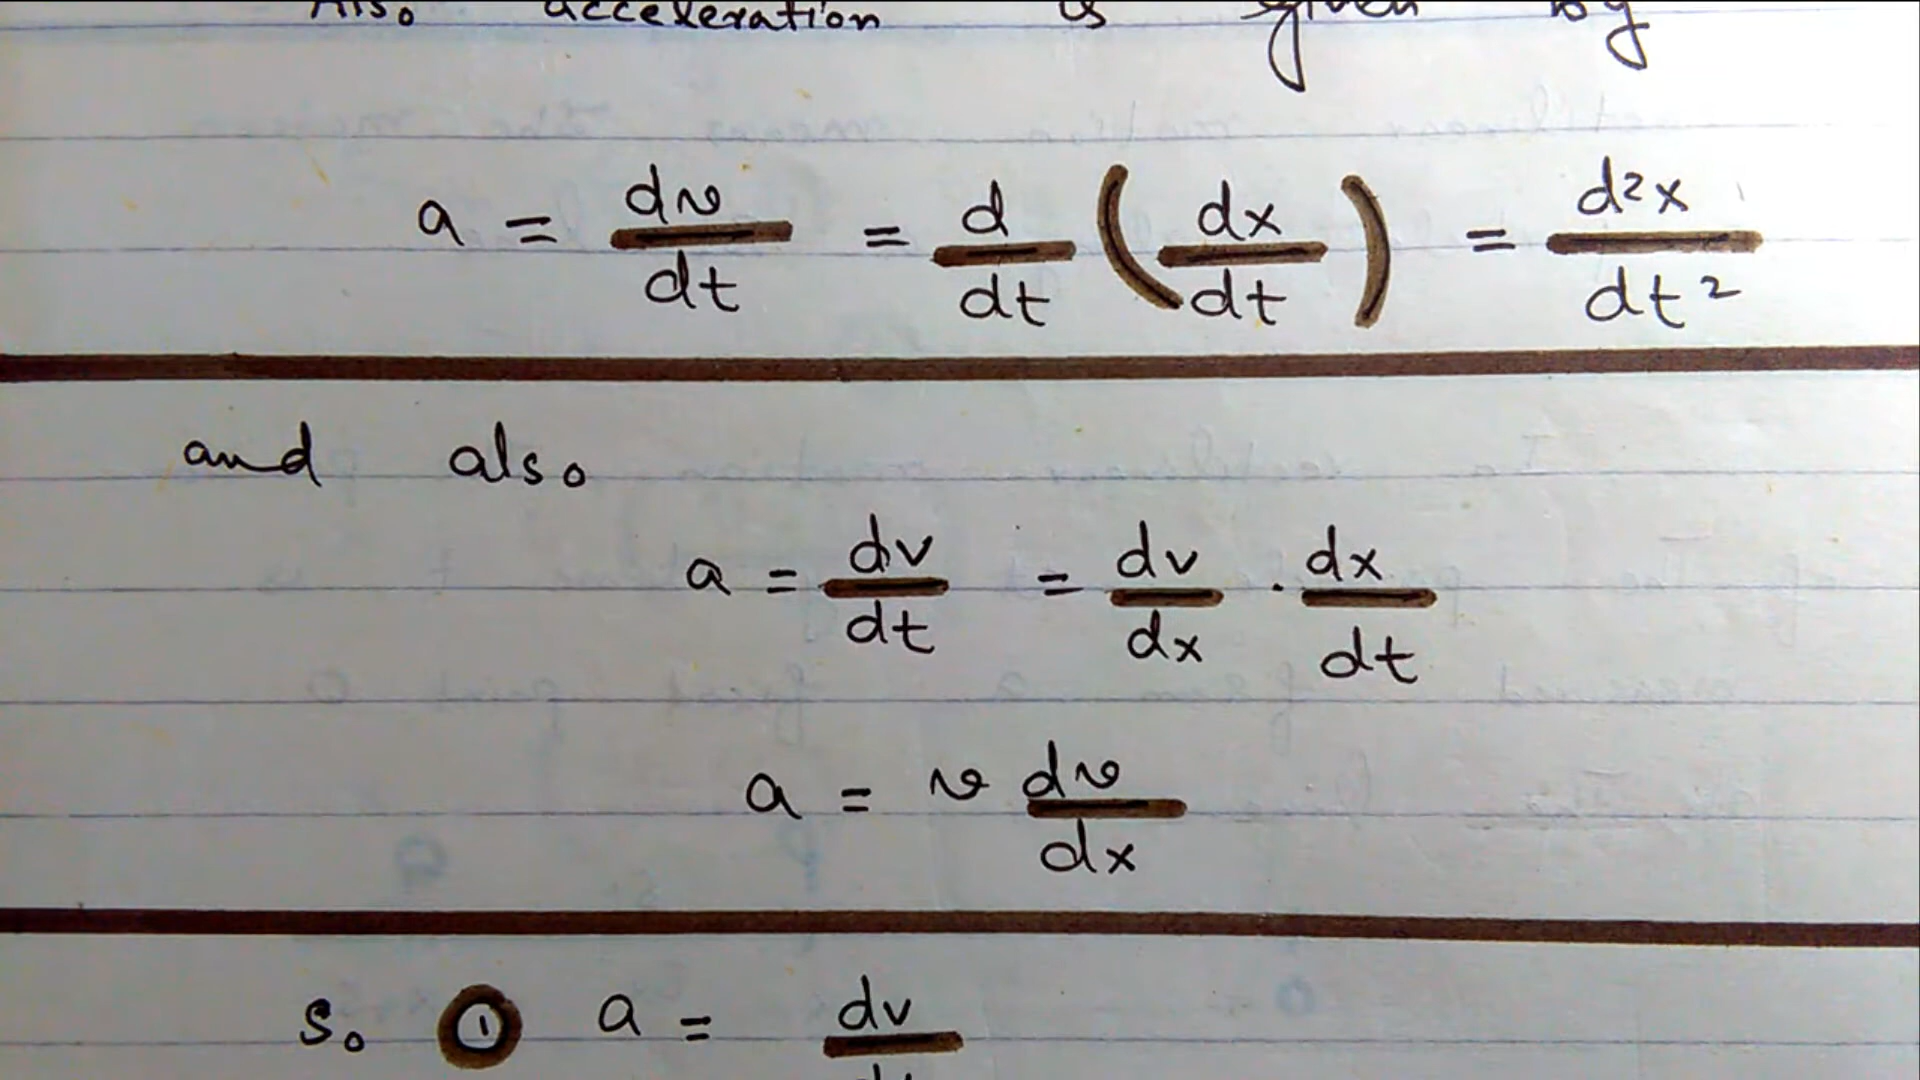 Also acceleration is given by
a = dv/dt = d/dt (dx/dt) = d²x/dt²
and also
a = dv/dt = dv/dx · dx/dt
a = v dv/dx
So ① a = dv/dt